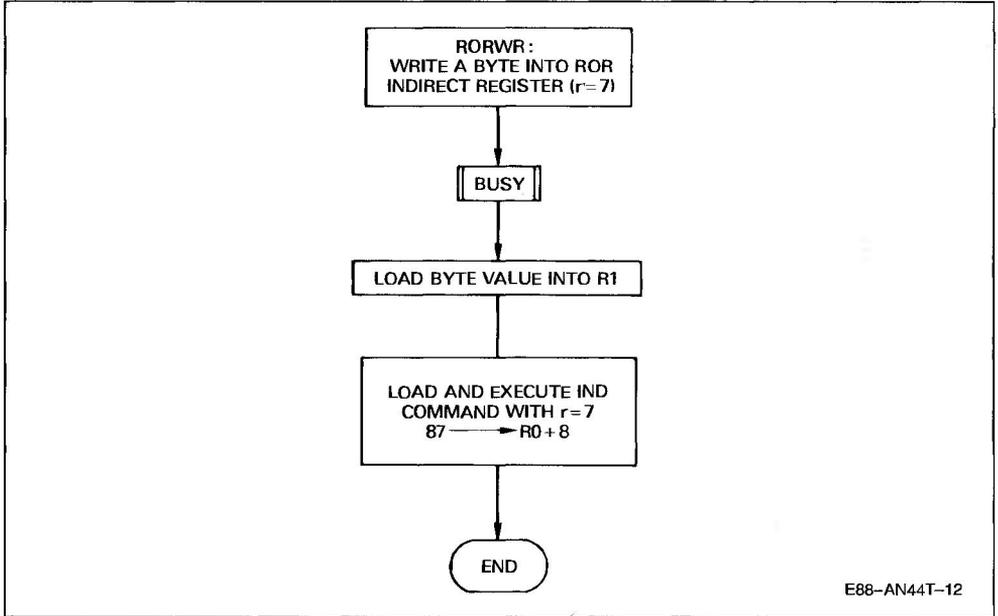 RORWR:
WRITE A BYTE INTO ROR
INDIRECT REGISTER (r=7)
BUSY
LOAD BYTE VALUE INTO R1
LOAD AND EXECUTE IND
COMMAND WITH r=7
87 ⟶ R0+8
END
E88-AN44T-12